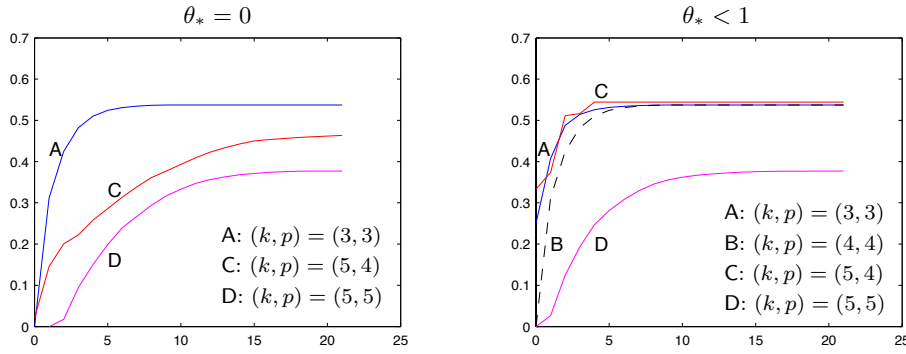 θ∗ = 0
0.7
0.6
0.5
0.4
0.3
0.2
0.1
0
0 5 10 15 20 25
A
C
D
A: (k, p) = (3, 3)
C: (k, p) = (5, 4)
D: (k, p) = (5, 5)
θ∗ < 1
0.7
0.6
0.5
0.4
0.3
0.2
0.1
0
0 5 10 15 20 25
C
A
B
D
A: (k, p) = (3, 3)
B: (k, p) = (4, 4)
C: (k, p) = (5, 4)
D: (k, p) = (5, 5)